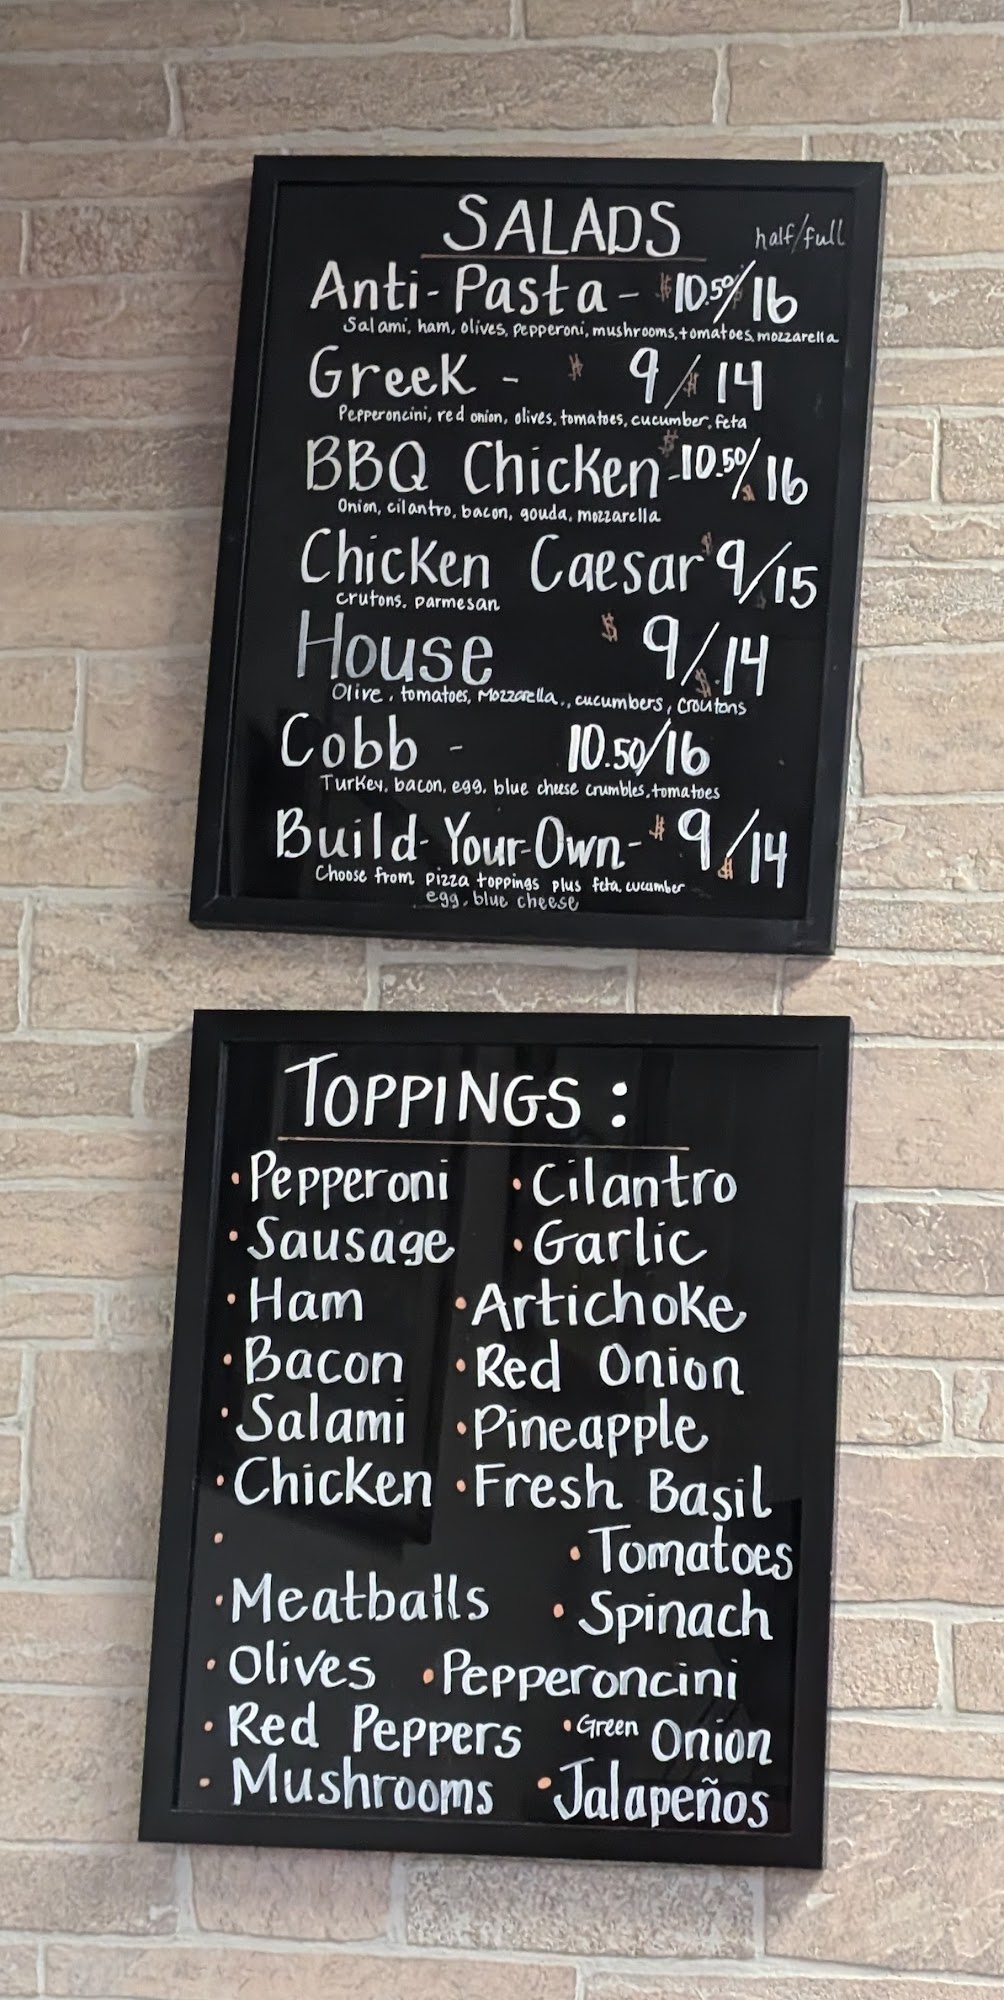 SALADS half/full
Anti-Pasta - $10.50/16
Salami, ham, olives, pepperoni, mushrooms, tomatoes, mozzarella
Greek - $ 9/$14
Pepperoncini, red onion, olives, tomatoes, cucumber, feta
BBQ Chicken -$10.50/$16
Onion, cilantro, bacon, gouda, mozzarella
Chicken Caesar $9/$15
crutons, parmesan
House $ 9/$14
Olive, tomatoes, Mozzarella., cucumbers, croutons
Cobb - 10.50/16
Turkey, bacon, egg, blue cheese crumbles, tomatoes
Build-Your-Own- $9/$14
Choose from pizza toppings plus feta, cucumber
egg, blue cheese
TOPPINGS :
• Pepperoni • Cilantro
• Sausage • Garlic
• Ham • Artichoke
• Bacon • Red Onion
• Salami • Pineapple
• Chicken • Fresh Basil
• • Tomatoes
• Meatballs • Spinach
• Olives • Pepperoncini
• Red Peppers • Green Onion
• Mushrooms • Jalapeños